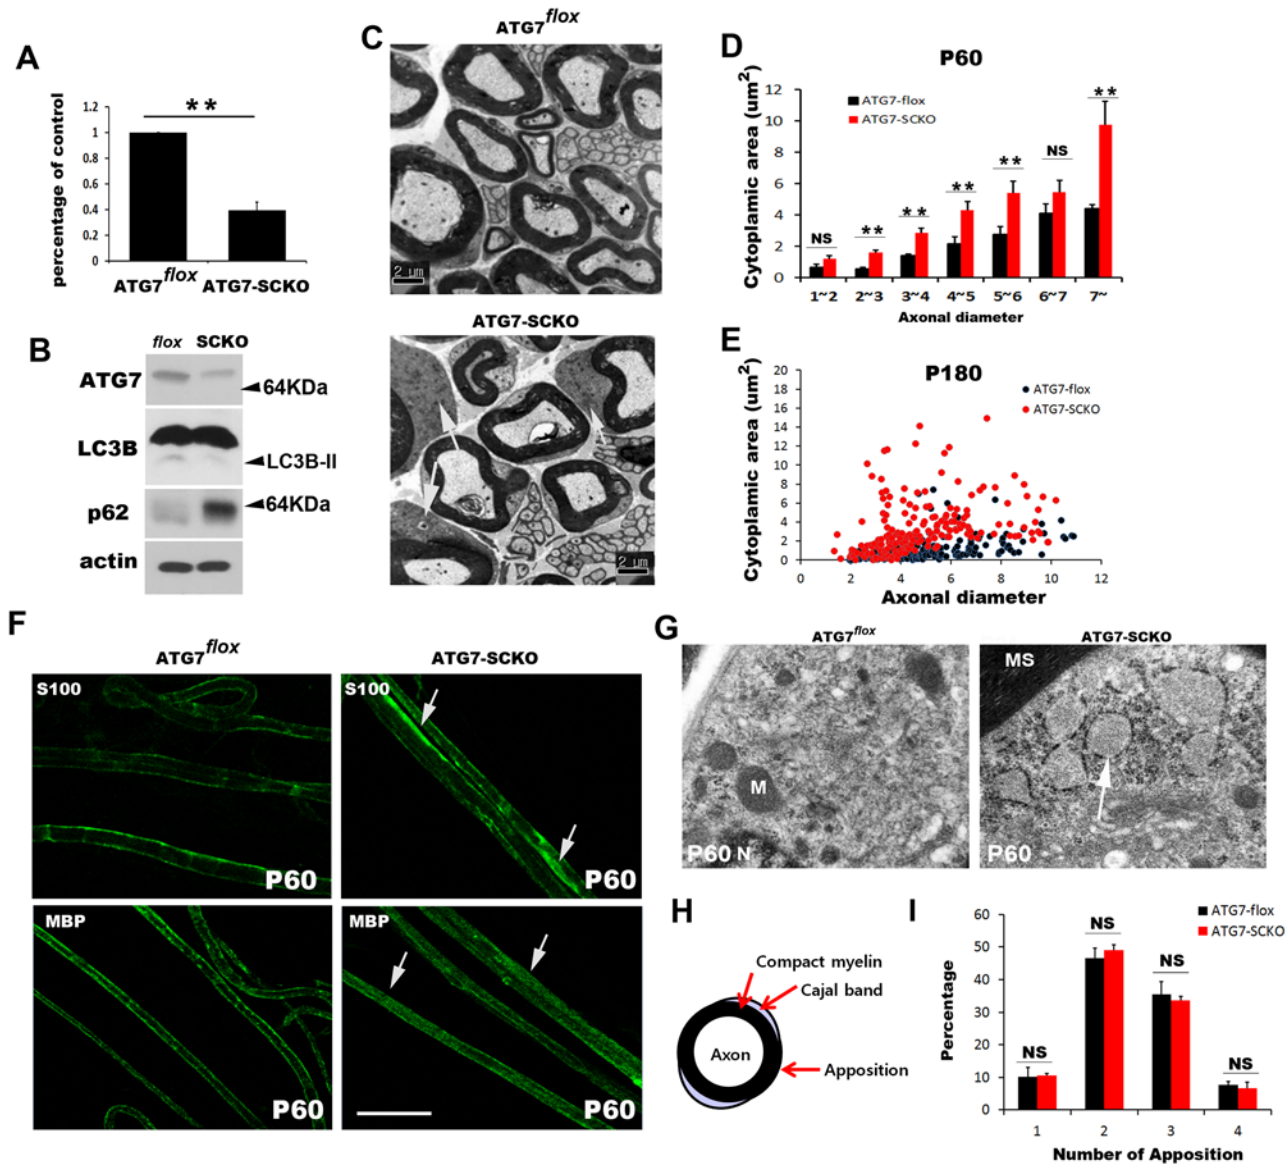 A
**
percentage of control
1.2
1
0.8
0.6
0.4
0.2
0
ATG7flox ATG-SCKO
B
flox SCKO
ATG7
64KDa
LC3B
LC3B-II
p62
64KDa
actin
C
ATG7flox
2 μm
ATG7-SCKO
2 μm
D
P60
Cytoplamic area (um2)
12
10
8
6
4
2
0
ATG7-flox
ATG7-SCKO
NS ** ** ** ** NS **
1~2 2~3 3~4 4~5 5~6 6~7 7~
Axonal diameter
E
P180
Cytoplamic area (um2)
20
18
16
14
12
10
8
6
4
2
0
ATG7-flox
ATG7-SCKO
0 2 4 6 8 10 12
Axonal diameter
F
ATG7flox
ATG7-SCKO
S100
P60
S100
P60
MBP
P60
MBP
P60
G
ATG7flox
ATG7-SCKO
M
P60 N
MS
P60
H
Compact myelin
Cajal band
Axon
Apposition
I
Percentage
60
50
40
30
20
10
0
ATG7-flox
ATG7-SCKO
NS NS NS NS
1 2 3 4
Number of Apposition